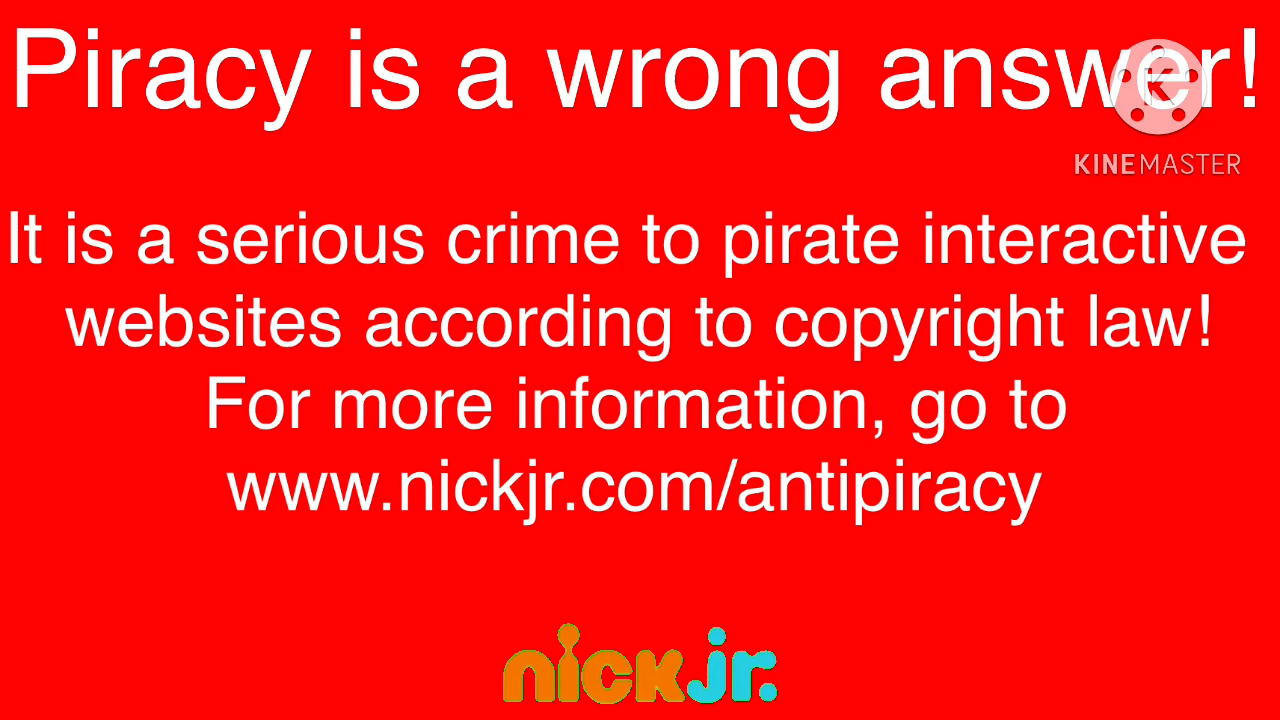 Piracy is a wrong answer!
K
KINEMASTER
It is a serious crime to pirate interactive
websites according to copyright law!
For more information, go to
www.nickjr.com/antipiracy
nick jr.